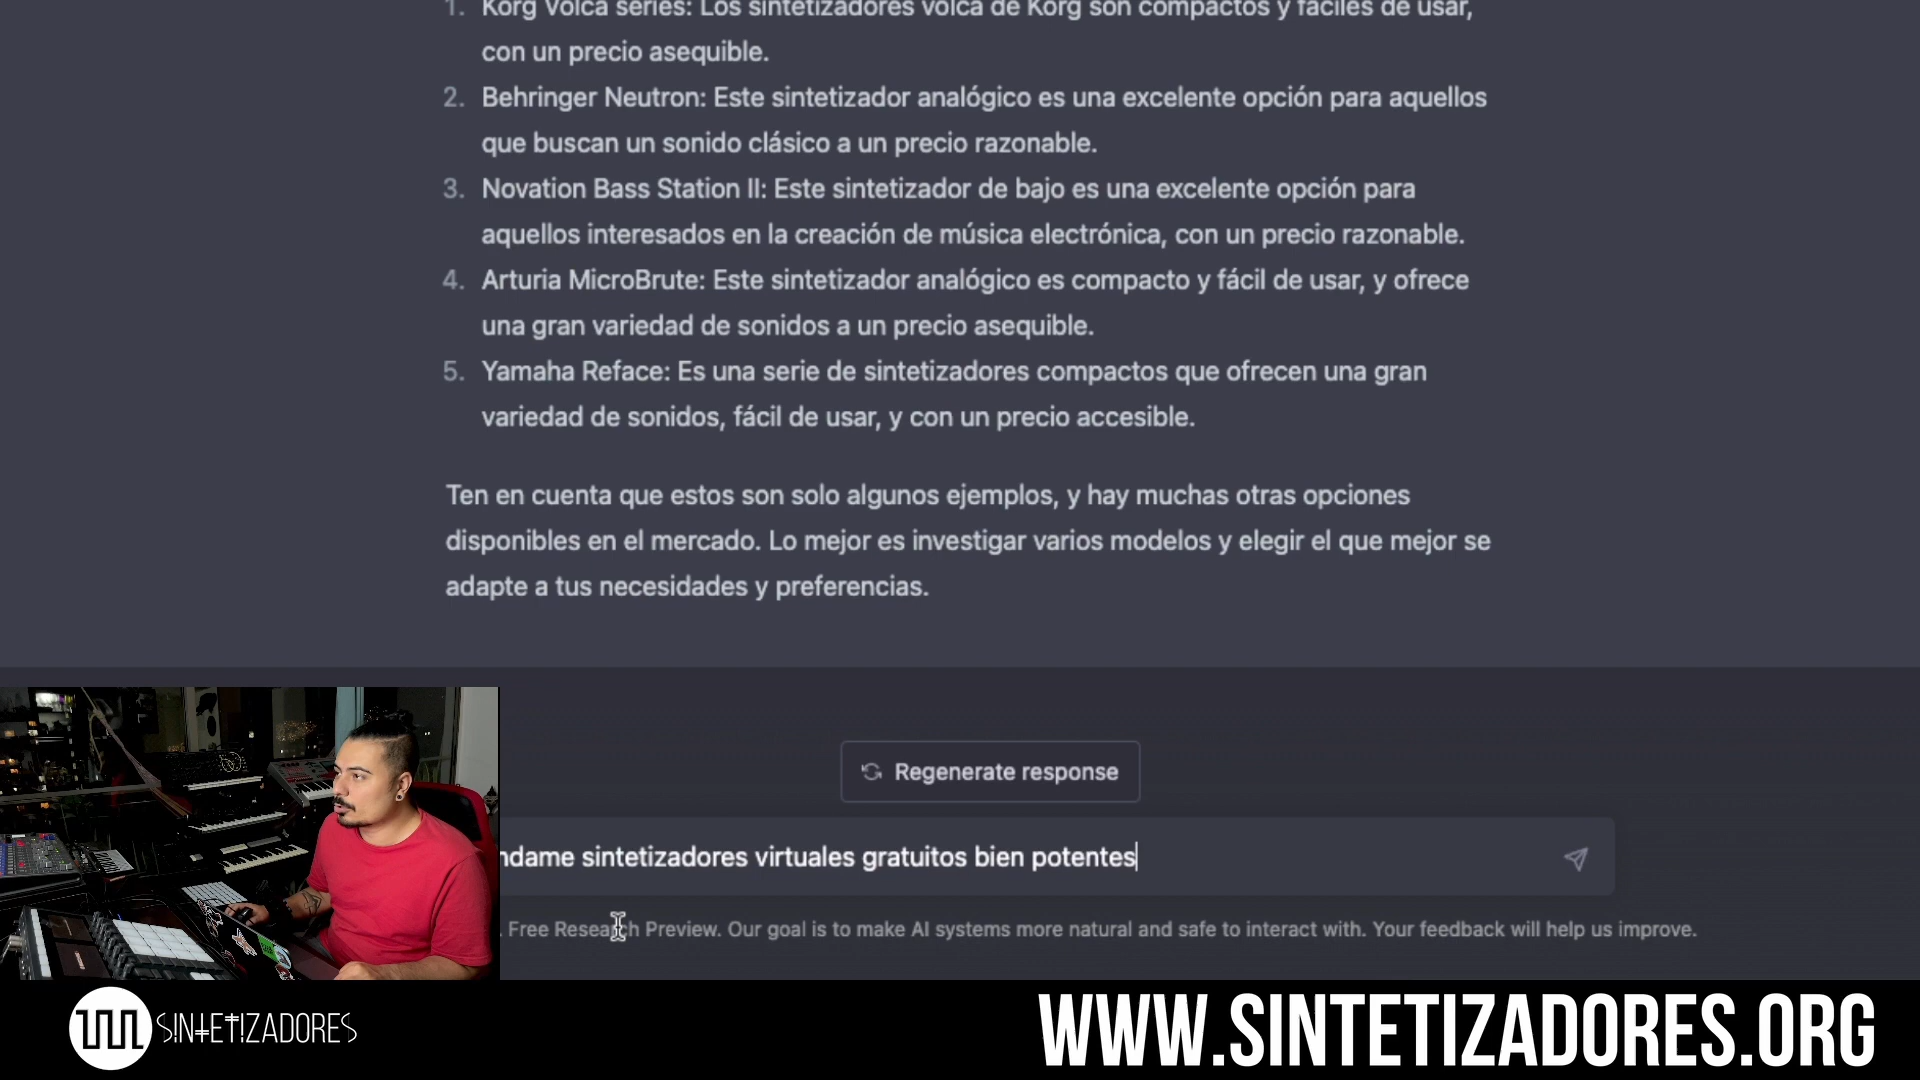 1. Korg Volca series: Los sintetizadores volca de Korg son compactos y fáciles de usar,
con un precio asequible.
2. Behringer Neutron: Este sintetizador analógico es una excelente opción para aquellos
que buscan un sonido clásico a un precio razonable.
3. Novation Bass Station II: Este sintetizador de bajo es una excelente opción para
aquellos interesados en la creación de música electrónica, con un precio razonable.
4. Arturia MicroBrute: Este sintetizador analógico es compacto y fácil de usar, y ofrece
una gran variedad de sonidos a un precio asequible.
5. Yamaha Reface: Es una serie de sintetizadores compactos que ofrecen una gran
variedad de sonidos, fácil de usar, y con un precio accesible.
Ten en cuenta que estos son solo algunos ejemplos, y hay muchas otras opciones
disponibles en el mercado. Lo mejor es investigar varios modelos y elegir el que mejor se
adapte a tus necesidades y preferencias.
Regenerate response
ndame sintetizadores virtuales gratuitos bien potentes
. Free Research Preview. Our goal is to make AI systems more natural and safe to interact with. Your feedback will help us improve.
SINTETIZADORES
WWW.SINTETIZADORES.ORG